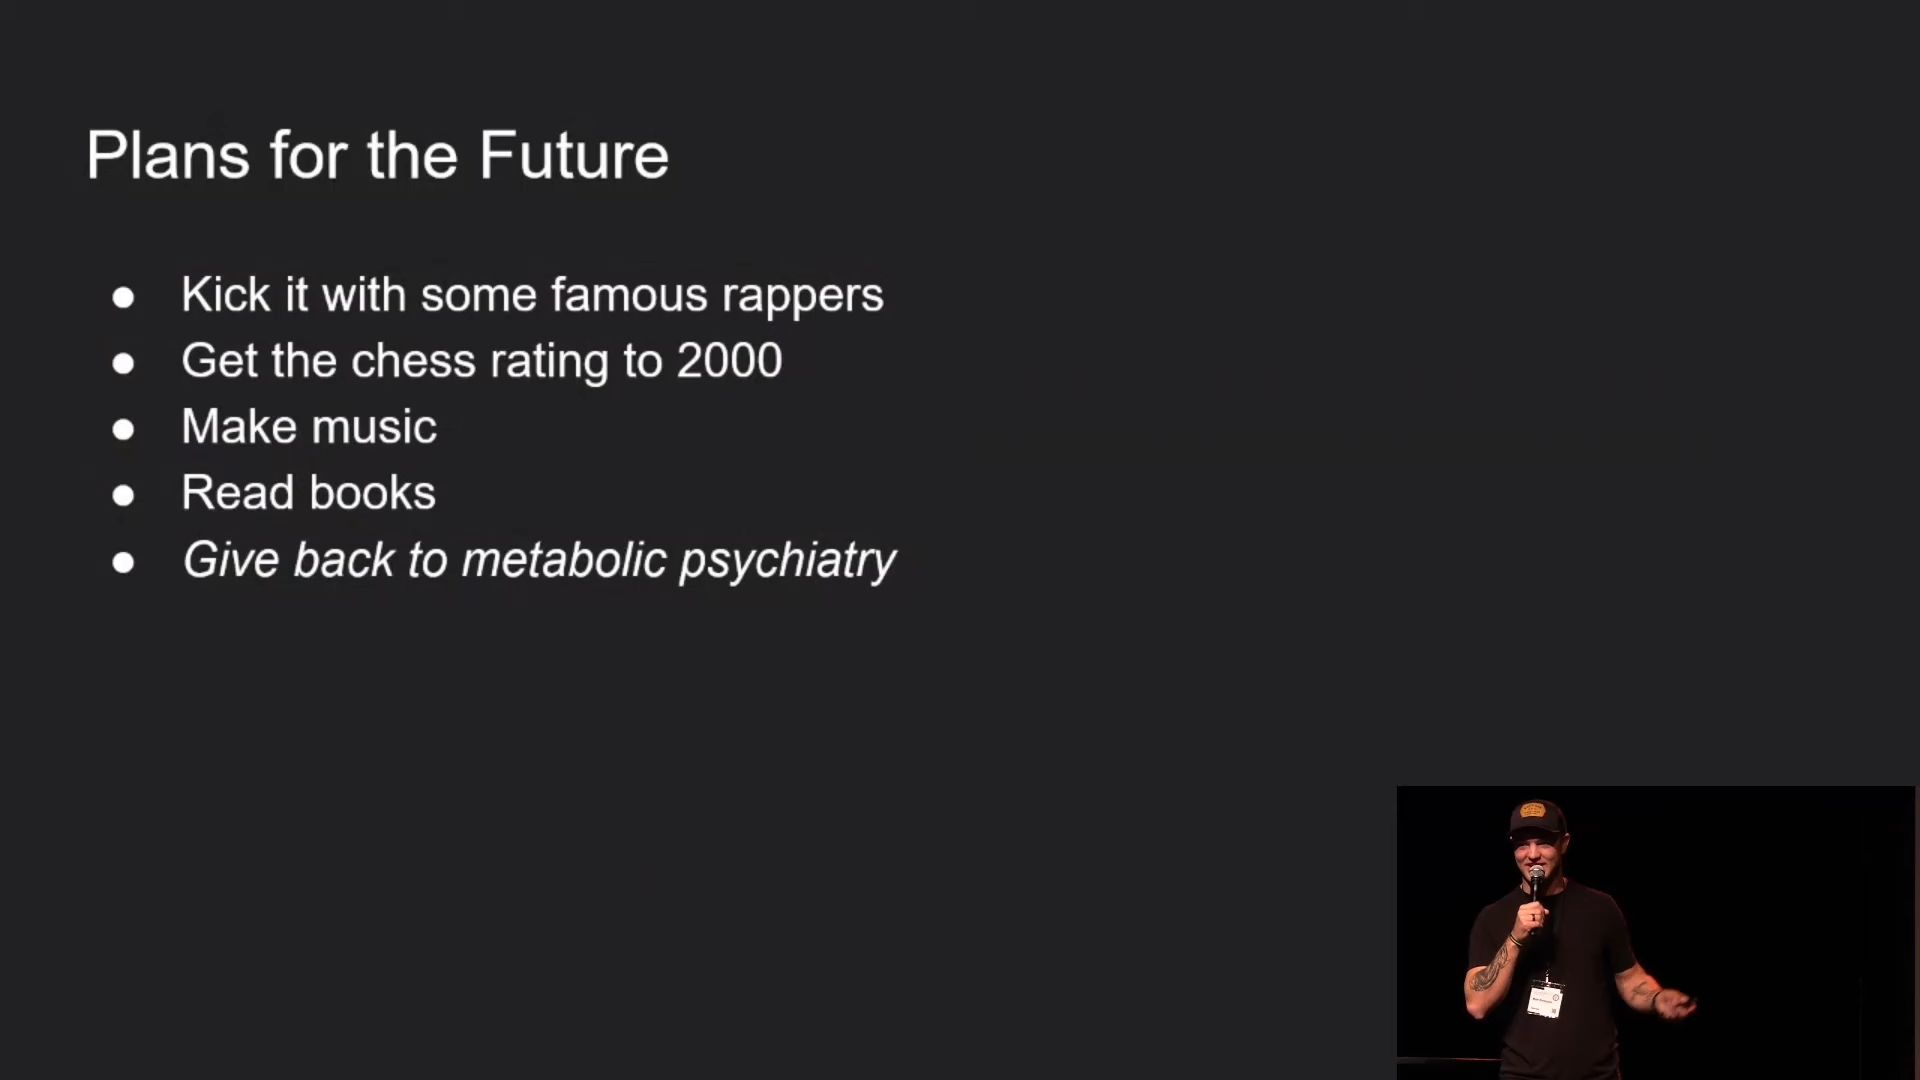 Plans for the Future
● Kick it with some famous rappers
● Get the chess rating to 2000
● Make music
● Read books
● Give back to metabolic psychiatry